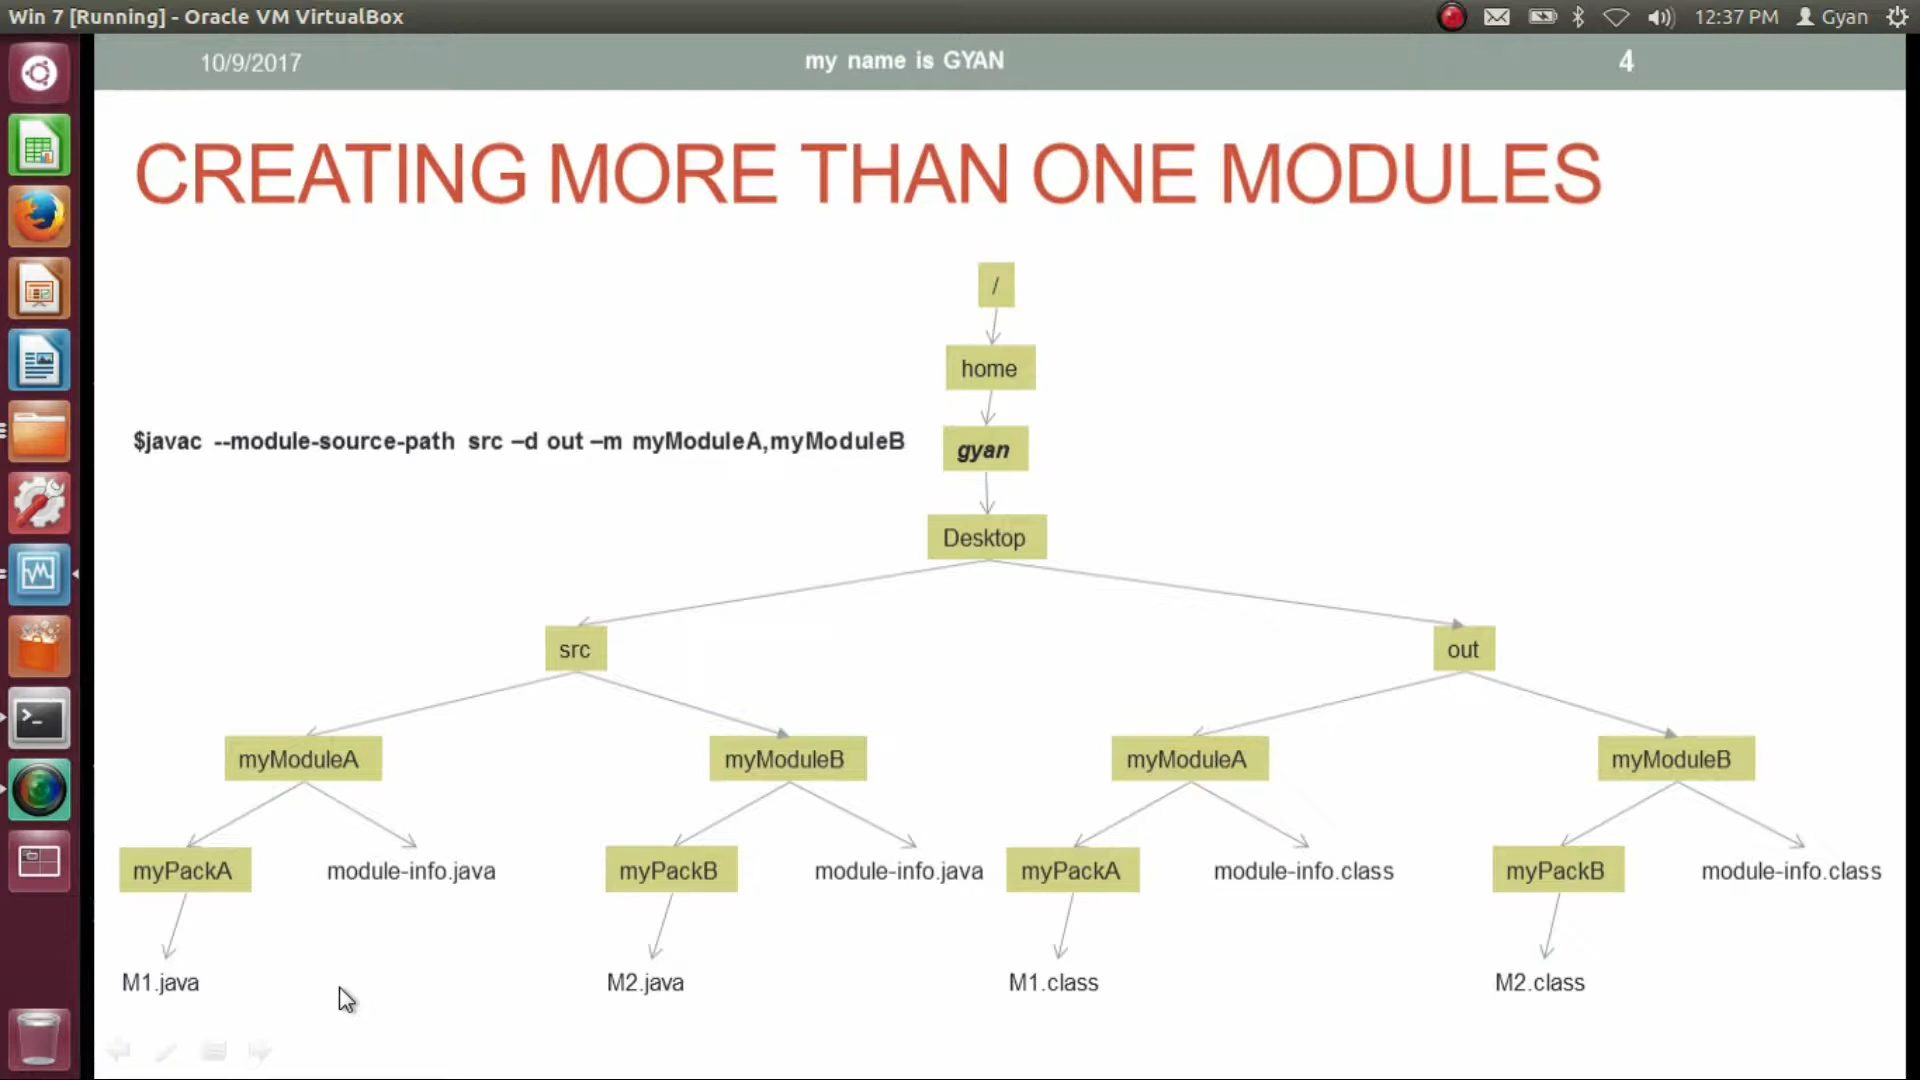 Win 7 [Running] - Oracle VM VirtualBox
12:37 PM Gyan
10/9/2017 my name is GYAN 4
CREATING MORE THAN ONE MODULES
/
home
$javac --module-source-path src –d out –m myModuleA,myModuleB
gyan
Desktop
src out
myModuleA myModuleB myModuleA myModuleB
myPackA module-info.java myPackB module-info.java myPackA module-info.class myPackB module-info.class
M1.java M2.java M1.class M2.class